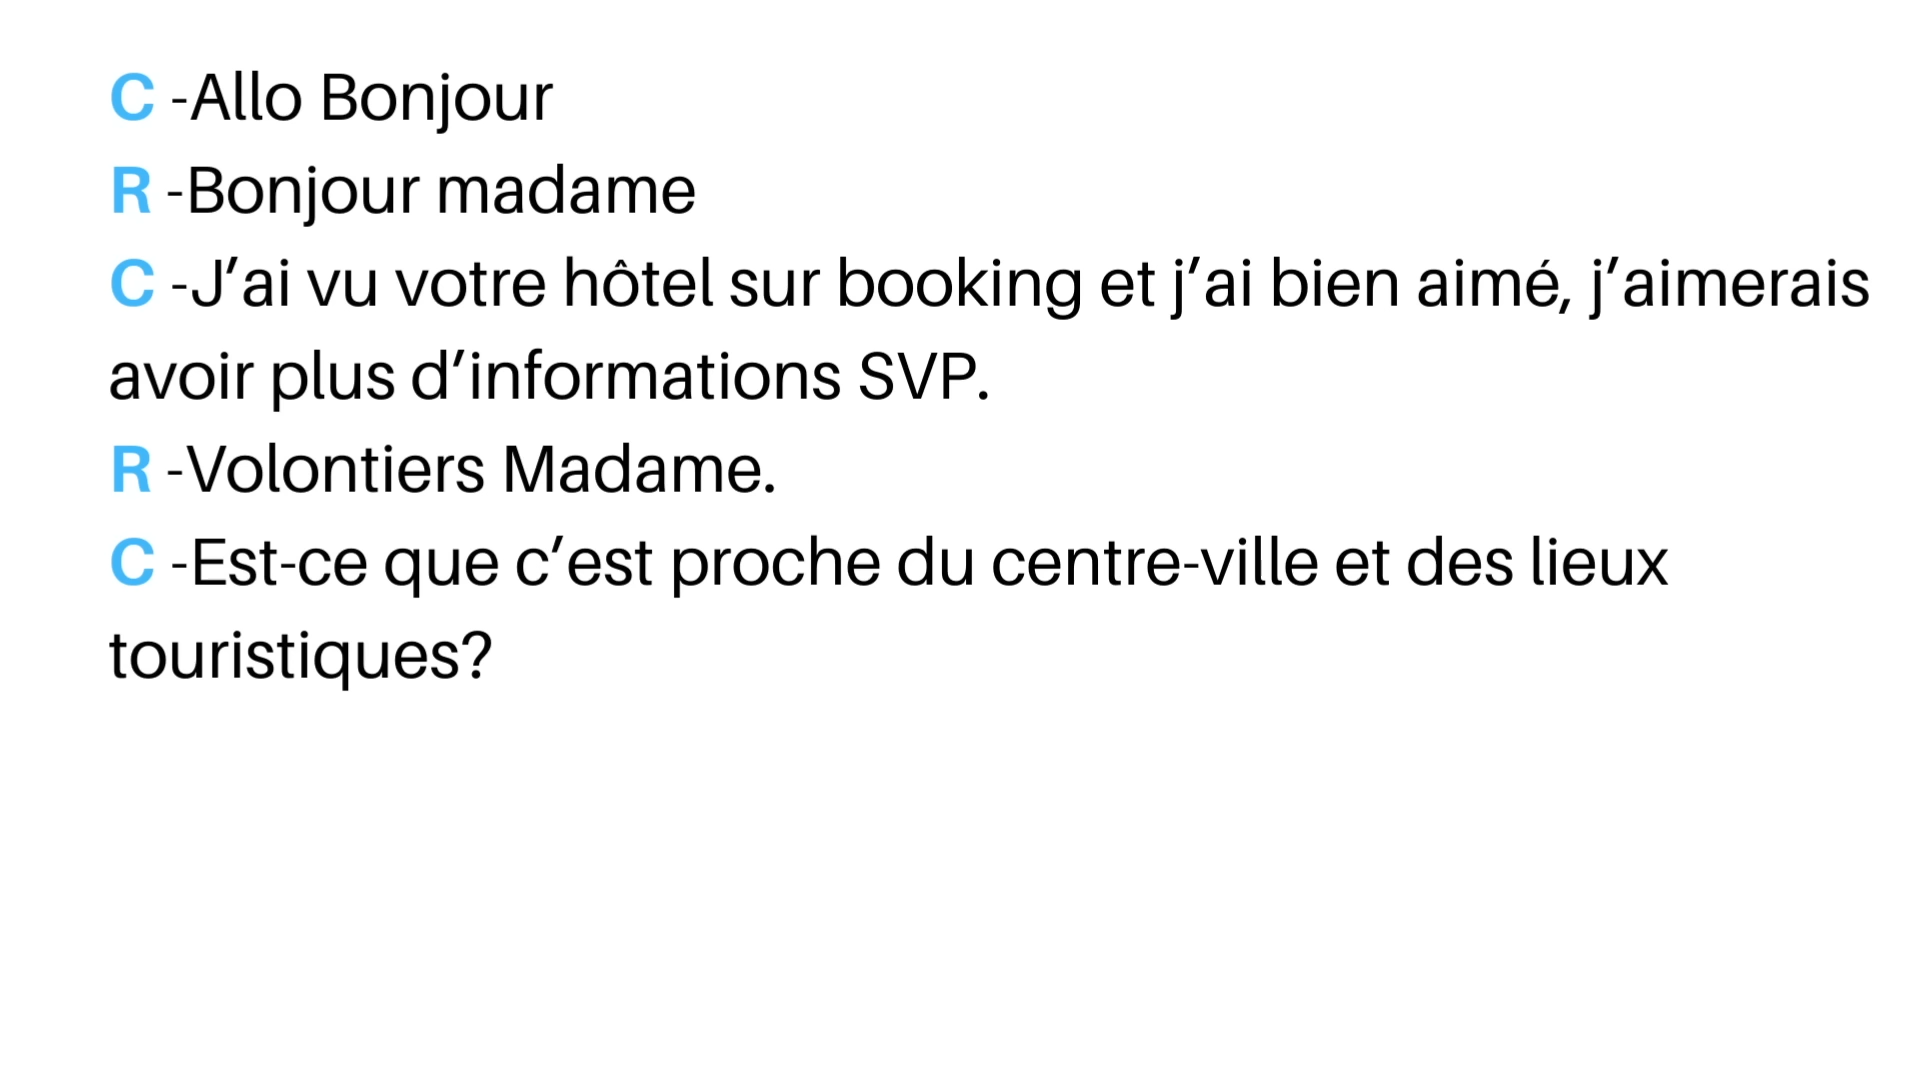 C -Allo Bonjour
R -Bonjour madame
C -J’ai vu votre hôtel sur booking et j’ai bien aimé, j’aimerais
avoir plus d’informations SVP.
R -Volontiers Madame.
C -Est-ce que c’est proche du centre-ville et des lieux
touristiques?